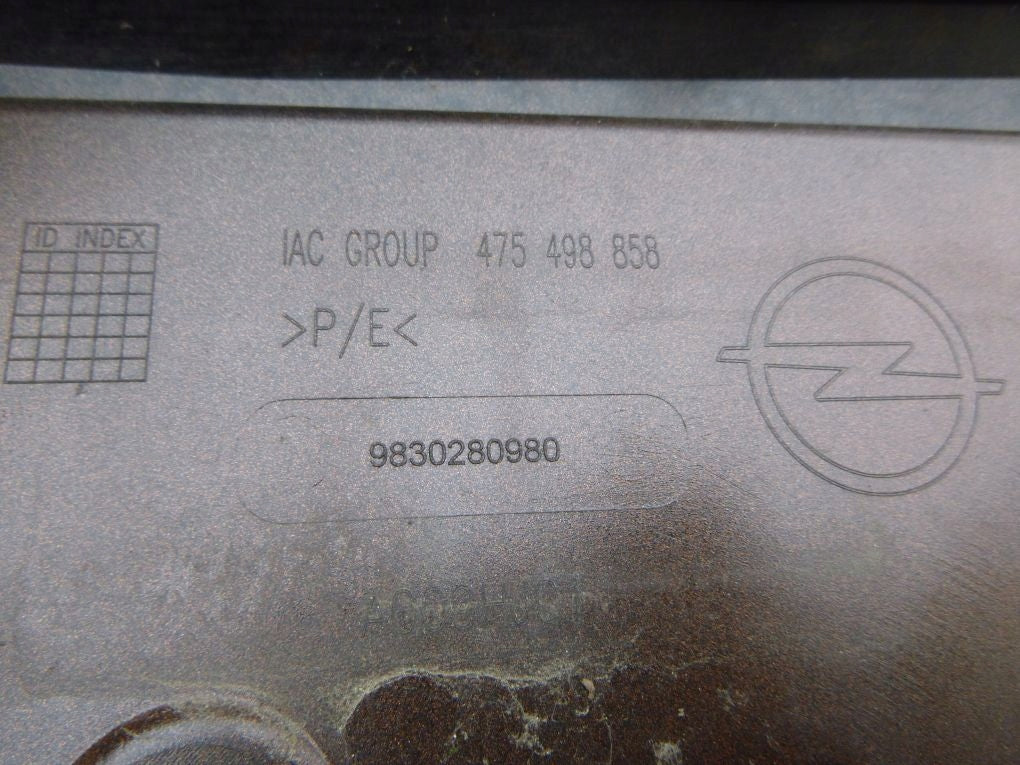 ID INDEX
IAC GROUP 475 498 858
>P/E<
9830280980